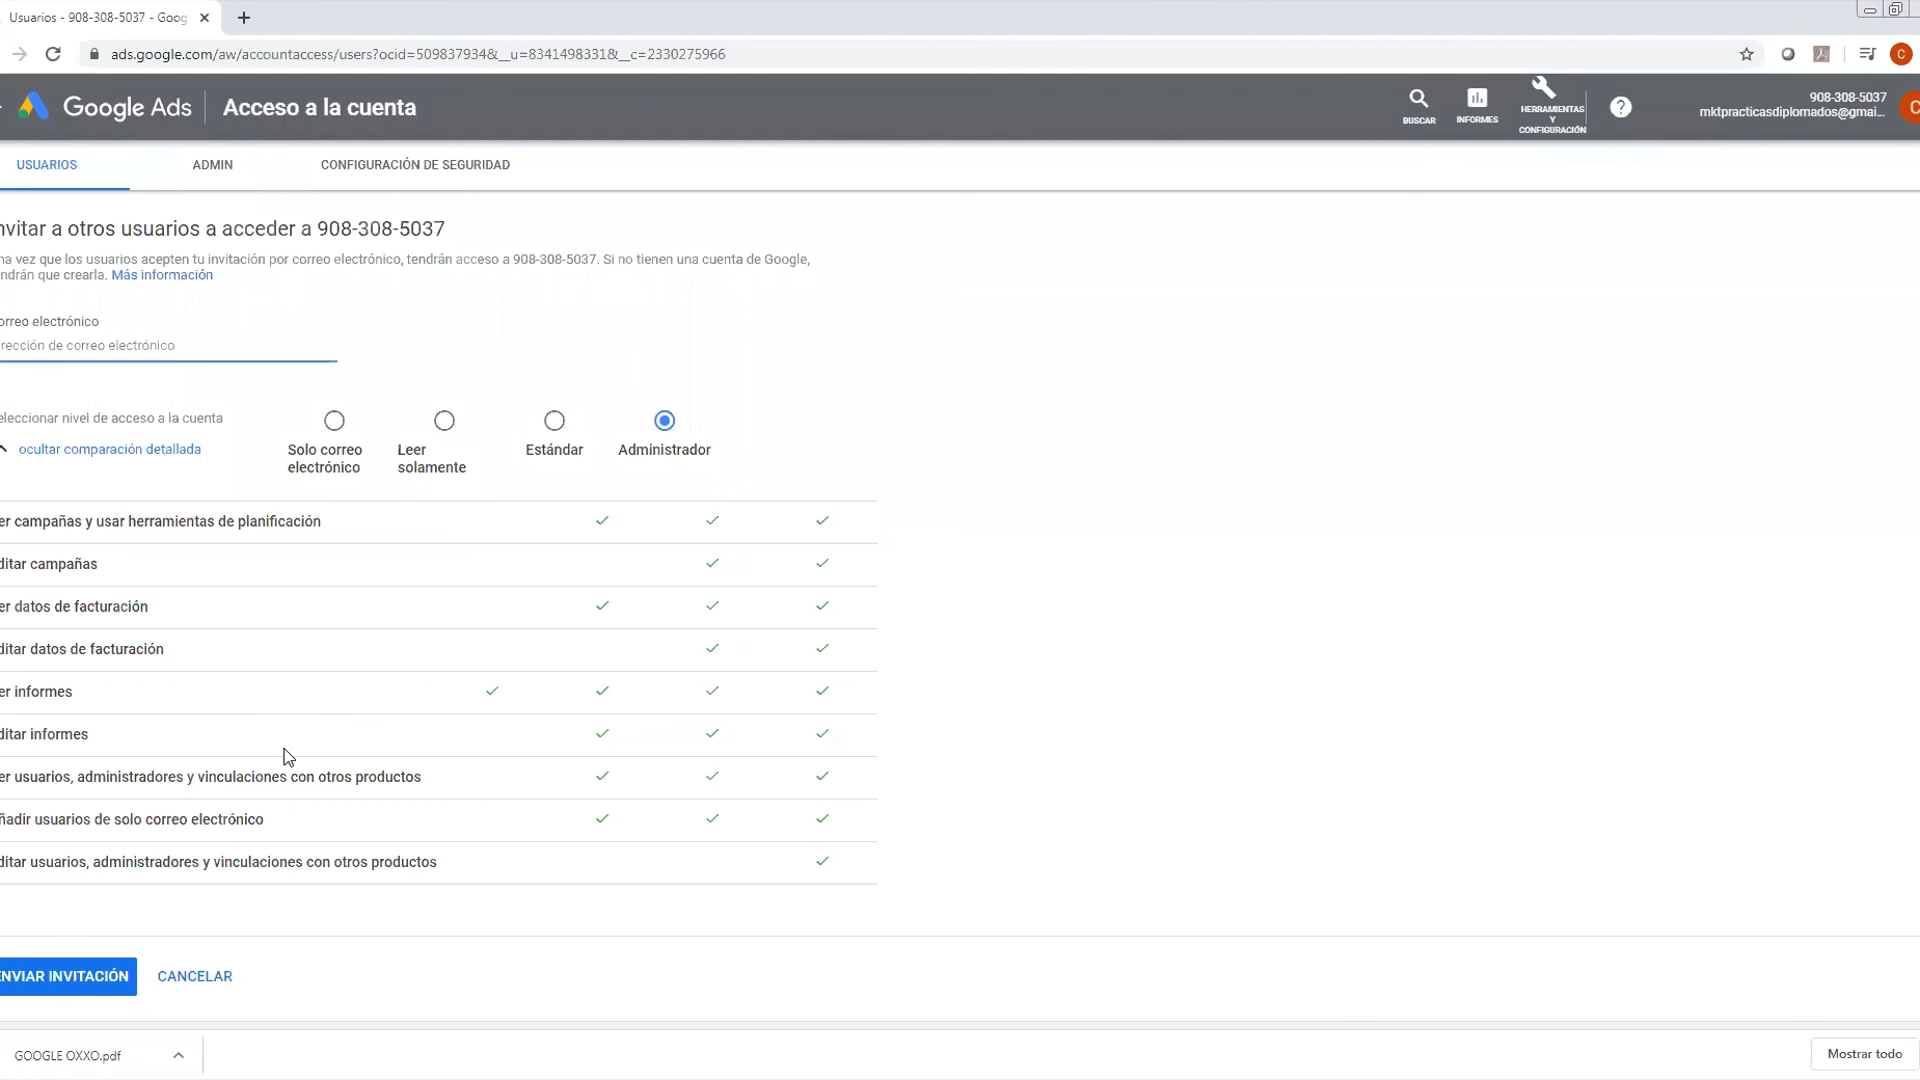 Usuarios - 908-308-5037 - Goog
ads.google.com/aw/accountaccess/users?ocid=509837934&__u=8341498331&__c=2330275966
C
Google Ads
Acceso a la cuenta
BUSCAR
INFORMES
HERRAMIENTAS
Y
CONFIGURACIÓN
?
908-308-5037
mktpracticasdiplomados@gmai...
C
USUARIOS
ADMIN
CONFIGURACIÓN DE SEGURIDAD
nvitar a otros usuarios a acceder a 908-308-5037
na vez que los usuarios acepten tu invitación por correo electrónico, tendrán acceso a 908-308-5037. Si no tienen una cuenta de Google,
ndrán que crearla. Más información
orreo electrónico
rección de correo electrónico
eleccionar nivel de acceso a la cuenta
ocultar comparación detallada
Solo correo
electrónico
Leer
solamente
Estándar
Administrador
er campañas y usar herramientas de planificación
ditar campañas
er datos de facturación
ditar datos de facturación
er informes
ditar informes
er usuarios, administradores y vinculaciones con otros productos
ñadir usuarios de solo correo electrónico
ditar usuarios, administradores y vinculaciones con otros productos
ENVIAR INVITACIÓN
CANCELAR
GOOGLE OXXO.pdf
Mostrar todo